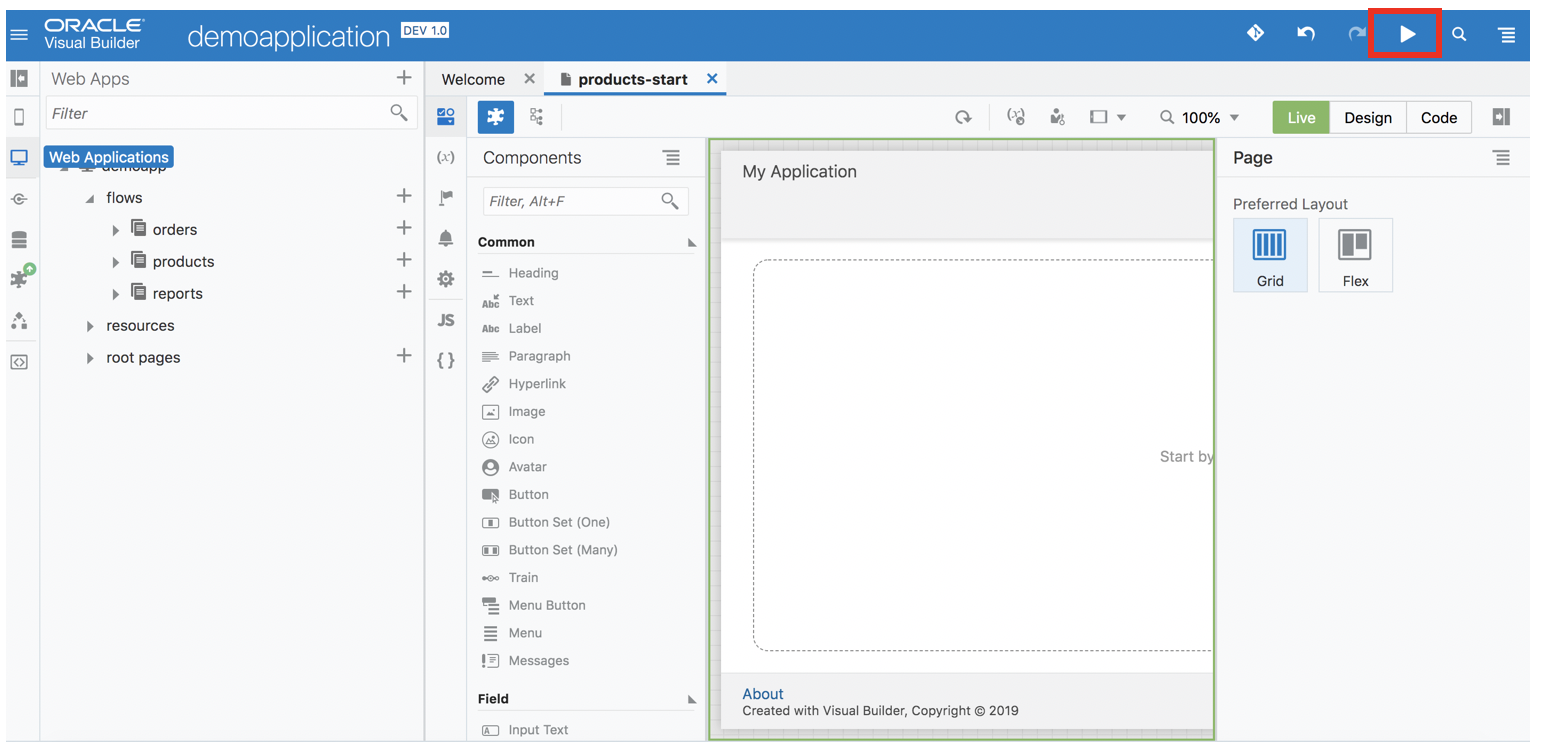 ORACLE
Visual Builder
demoapplication
DEV 1.0
Web Apps
Filter
Web Applications
demoapp
flows
orders
products
reports
resources
root pages
Welcome
products-start
100%
Live
Design
Code
(x)
JS
{ }
Components
Filter, Alt+F
Common
Heading
Abc Text
Abc Label
Paragraph
Hyperlink
Image
Icon
Avatar
Button
Button Set (One)
Button Set (Many)
Train
Menu Button
Menu
Messages
Field
Input Text
My Application
Start by
About
Created with Visual Builder, Copyright © 2019
Page
Preferred Layout
Grid
Flex